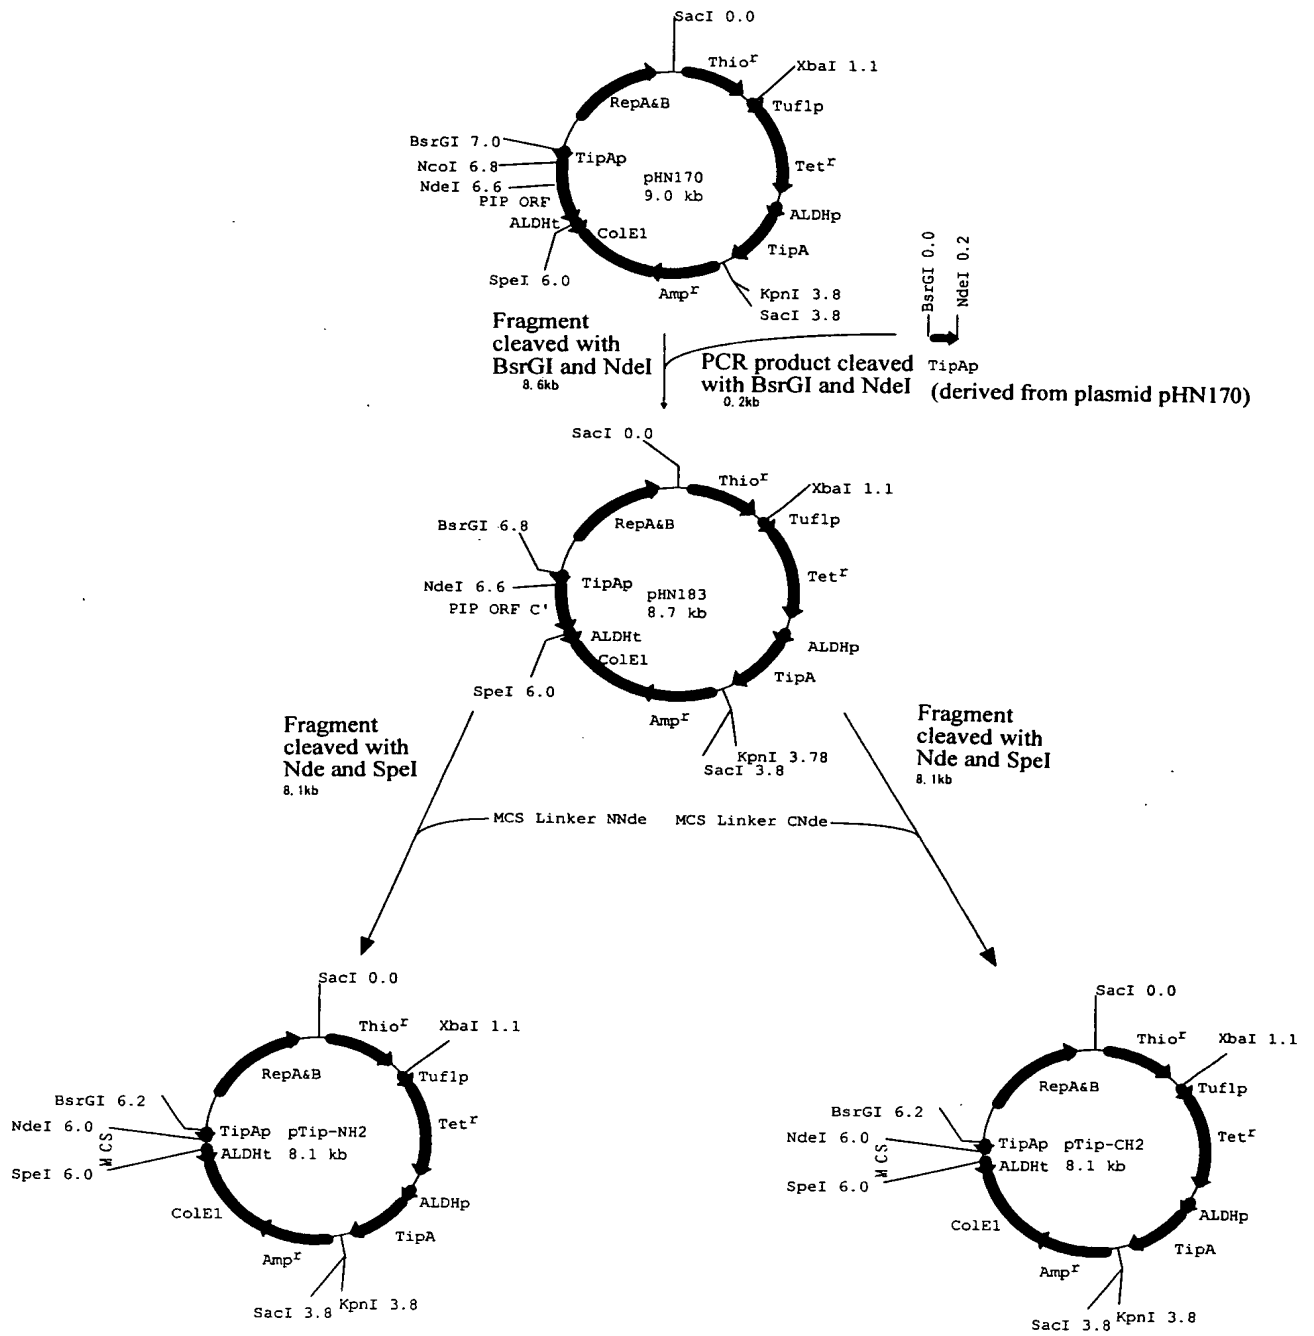 SacI 0.0
Thio^r
XbaI 1.1
Tuf1p
RepA&B
BsrGI 7.0
TipAp
NcoI 6.8
NdeI 6.6
PIP ORF
pHN170
9.0 kb
Tet^r
ALDHt
ColE1
ALDHp
TipA
SpeI 6.0
Amp^r
KpnI 3.8
SacI 3.8
BsrGI 0.0
NdeI 0.2
TipAp
Fragment
cleaved with
BsrGI and NdeI
8.6kb
PCR product cleaved
with BsrGI and NdeI
0.2kb
(derived from plasmid pHN170)
SacI 0.0
Thio^r
XbaI 1.1
Tuf1p
RepA&B
BsrGI 6.8
TipAp
NdeI 6.6
PIP ORF C'
pHN183
8.7 kb
Tet^r
ALDHt
ColE1
ALDHp
TipA
SpeI 6.0
Amp^r
KpnI 3.78
SacI 3.8
Fragment
cleaved with
Nde and SpeI
8.1kb
Fragment
cleaved with
Nde and SpeI
8.1kb
MCS Linker NNde
MCS Linker CNde
SacI 0.0
Thio^r
XbaI 1.1
Tuf1p
RepA&B
BsrGI 6.2
NdeI 6.0
MCS
SpeI 6.0
TipAp
ALDHt
pTip-NH2
8.1 kb
Tet^r
ColE1
ALDHp
TipA
Amp^r
SacI 3.8
KpnI 3.8
SacI 0.0
Thio^r
XbaI 1.1
Tuf1p
RepA&B
BsrGI 6.2
NdeI 6.0
MCS
SpeI 6.0
TipAp
ALDHt
pTip-CH2
8.1 kb
Tet^r
ColE1
ALDHp
TipA
Amp^r
SacI 3.8
KpnI 3.8